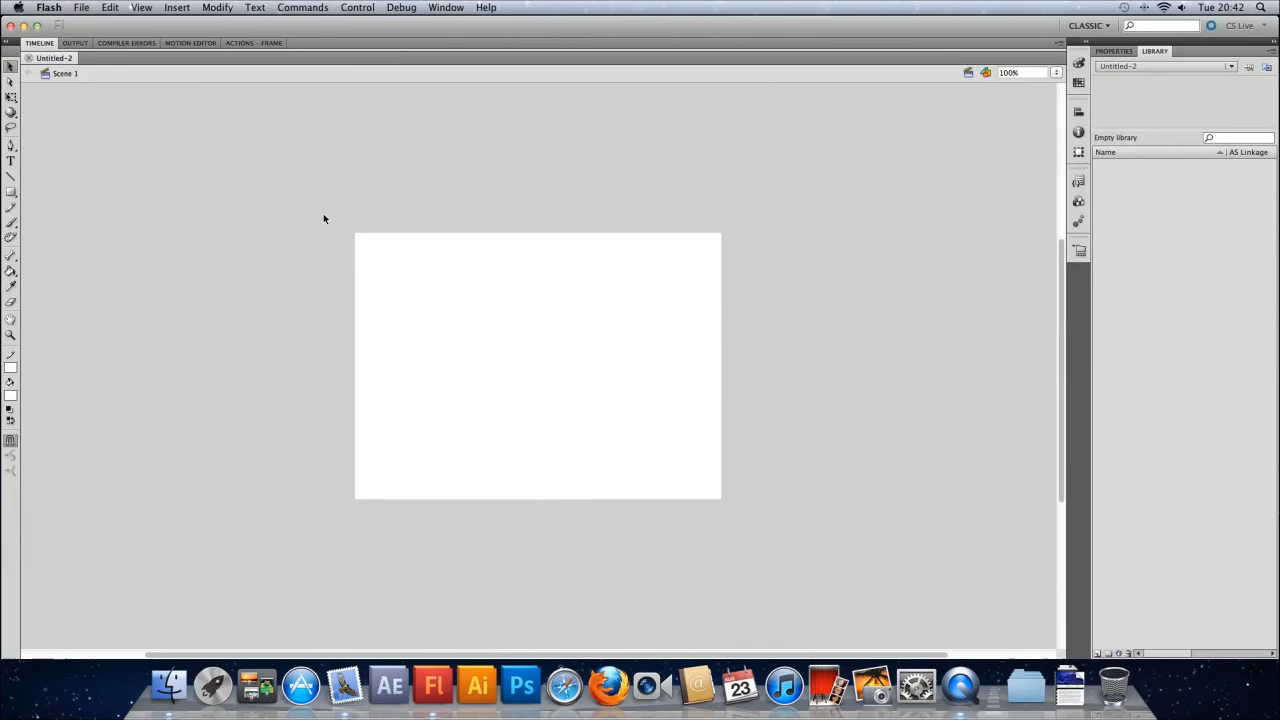 Flash File Edit View Insert Modify Text Commands Control Debug Window Help Tue 20:42
Fl CLASSIC CS Live
TIMELINE OUTPUT COMPILER ERRORS MOTION EDITOR ACTIONS - FRAME PROPERTIES LIBRARY
Untitled-2 Untitled-2
Scene 1 100%
Empty library
Name AS Linkage
T
AE Fl Ai Ps 23